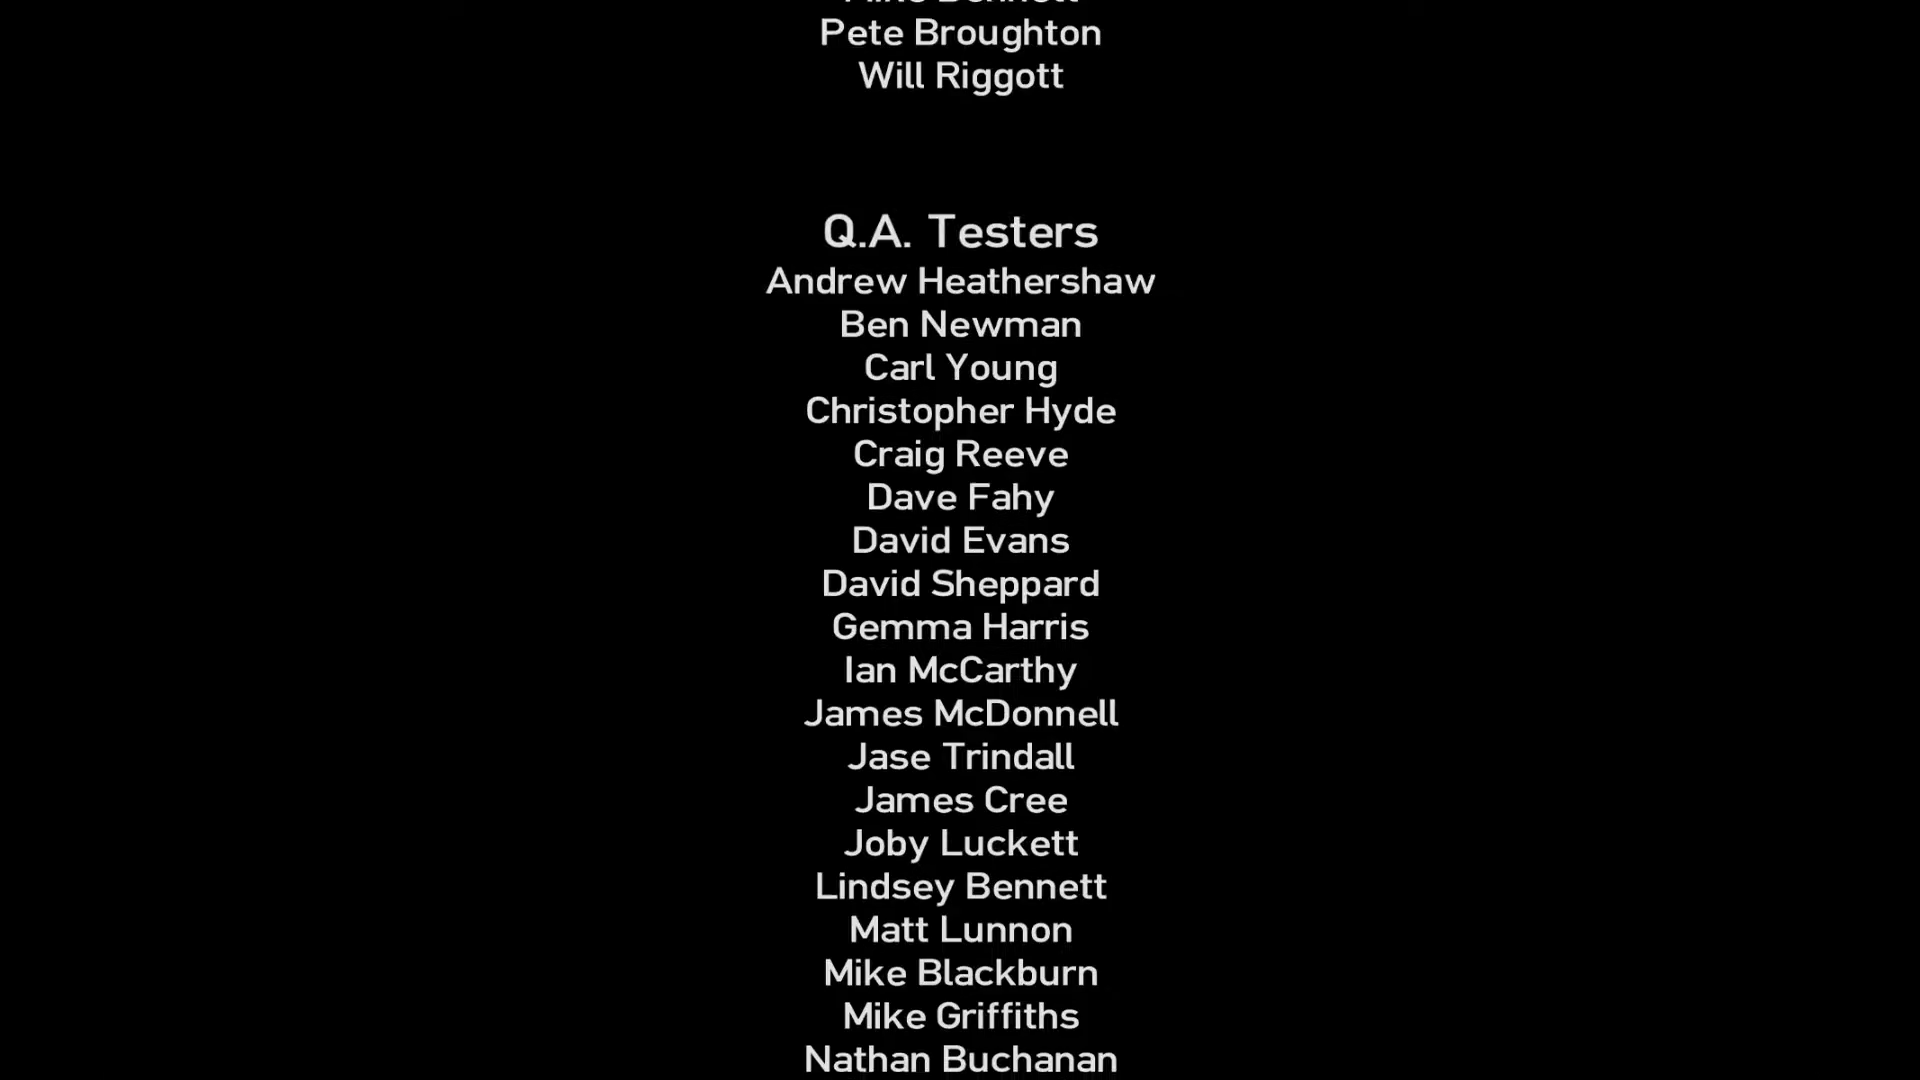 Mike Bennett
Pete Broughton
Will Riggott
Q.A. Testers
Andrew Heathershaw
Ben Newman
Carl Young
Christopher Hyde
Craig Reeve
Dave Fahy
David Evans
David Sheppard
Gemma Harris
Ian McCarthy
James McDonnell
Jase Trindall
James Cree
Joby Luckett
Lindsey Bennett
Matt Lunnon
Mike Blackburn
Mike Griffiths
Nathan Buchanan